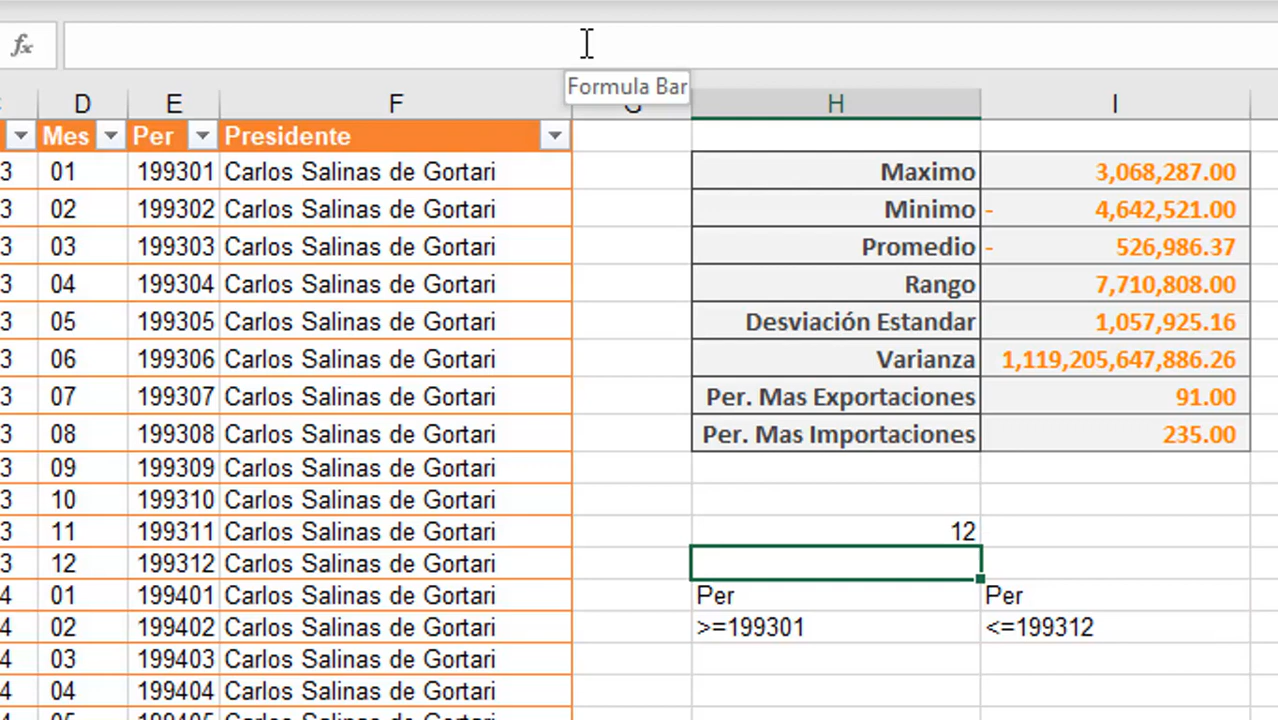 fx
Formula Bar
D E F G H I
Mes Per Presidente
3 01 199301 Carlos Salinas de Gortari Maximo 3,068,287.00
3 02 199302 Carlos Salinas de Gortari Minimo - 4,642,521.00
3 03 199303 Carlos Salinas de Gortari Promedio - 526,986.37
3 04 199304 Carlos Salinas de Gortari Rango 7,710,808.00
3 05 199305 Carlos Salinas de Gortari Desviación Estandar 1,057,925.16
3 06 199306 Carlos Salinas de Gortari Varianza 1,119,205,647,886.26
3 07 199307 Carlos Salinas de Gortari Per. Mas Exportaciones 91.00
3 08 199308 Carlos Salinas de Gortari Per. Mas Importaciones 235.00
3 09 199309 Carlos Salinas de Gortari
3 10 199310 Carlos Salinas de Gortari
3 11 199311 Carlos Salinas de Gortari 12
3 12 199312 Carlos Salinas de Gortari
4 01 199401 Carlos Salinas de Gortari Per Per
4 02 199402 Carlos Salinas de Gortari >=199301 <=199312
4 03 199403 Carlos Salinas de Gortari
4 04 199404 Carlos Salinas de Gortari
4 05 199405 Carlos Salinas de Gortari